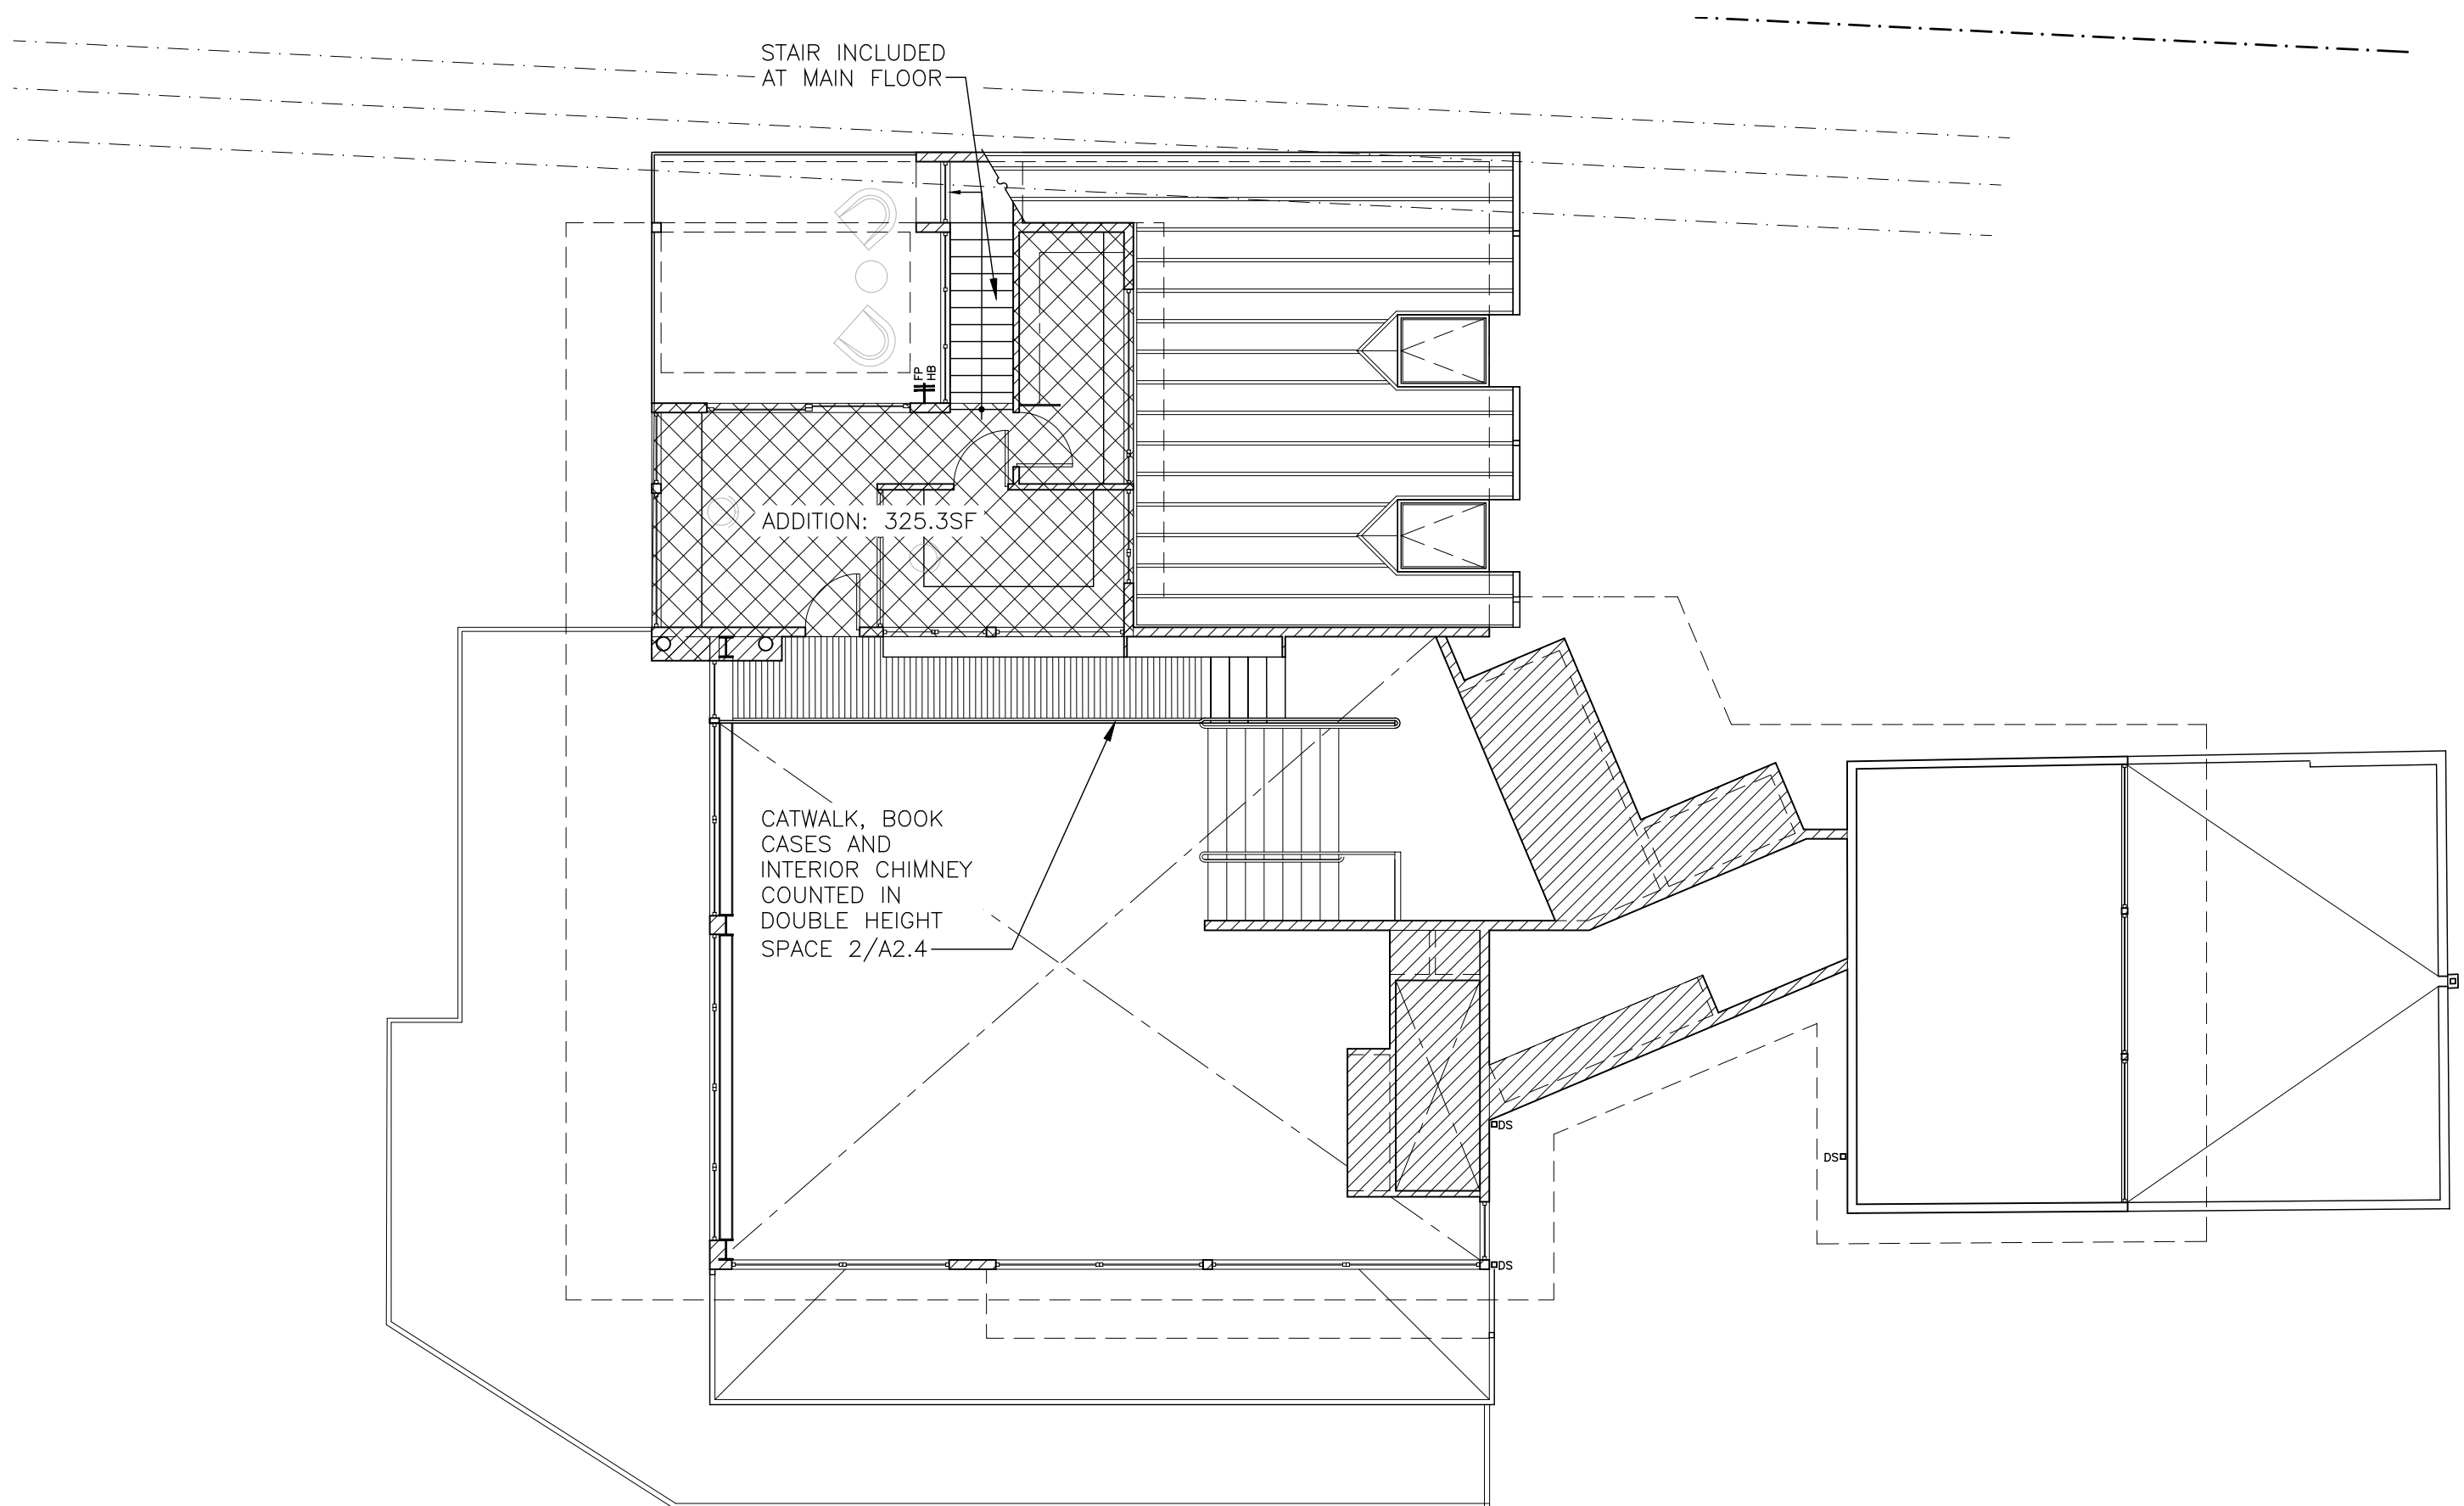 STAIR INCLUDED
AT MAIN FLOOR
FP
HB
ADDITION: 325.3SF
CATWALK, BOOK
CASES AND
INTERIOR CHIMNEY
COUNTED IN
DOUBLE HEIGHT
SPACE 2/A2.4
DS
DS
DS